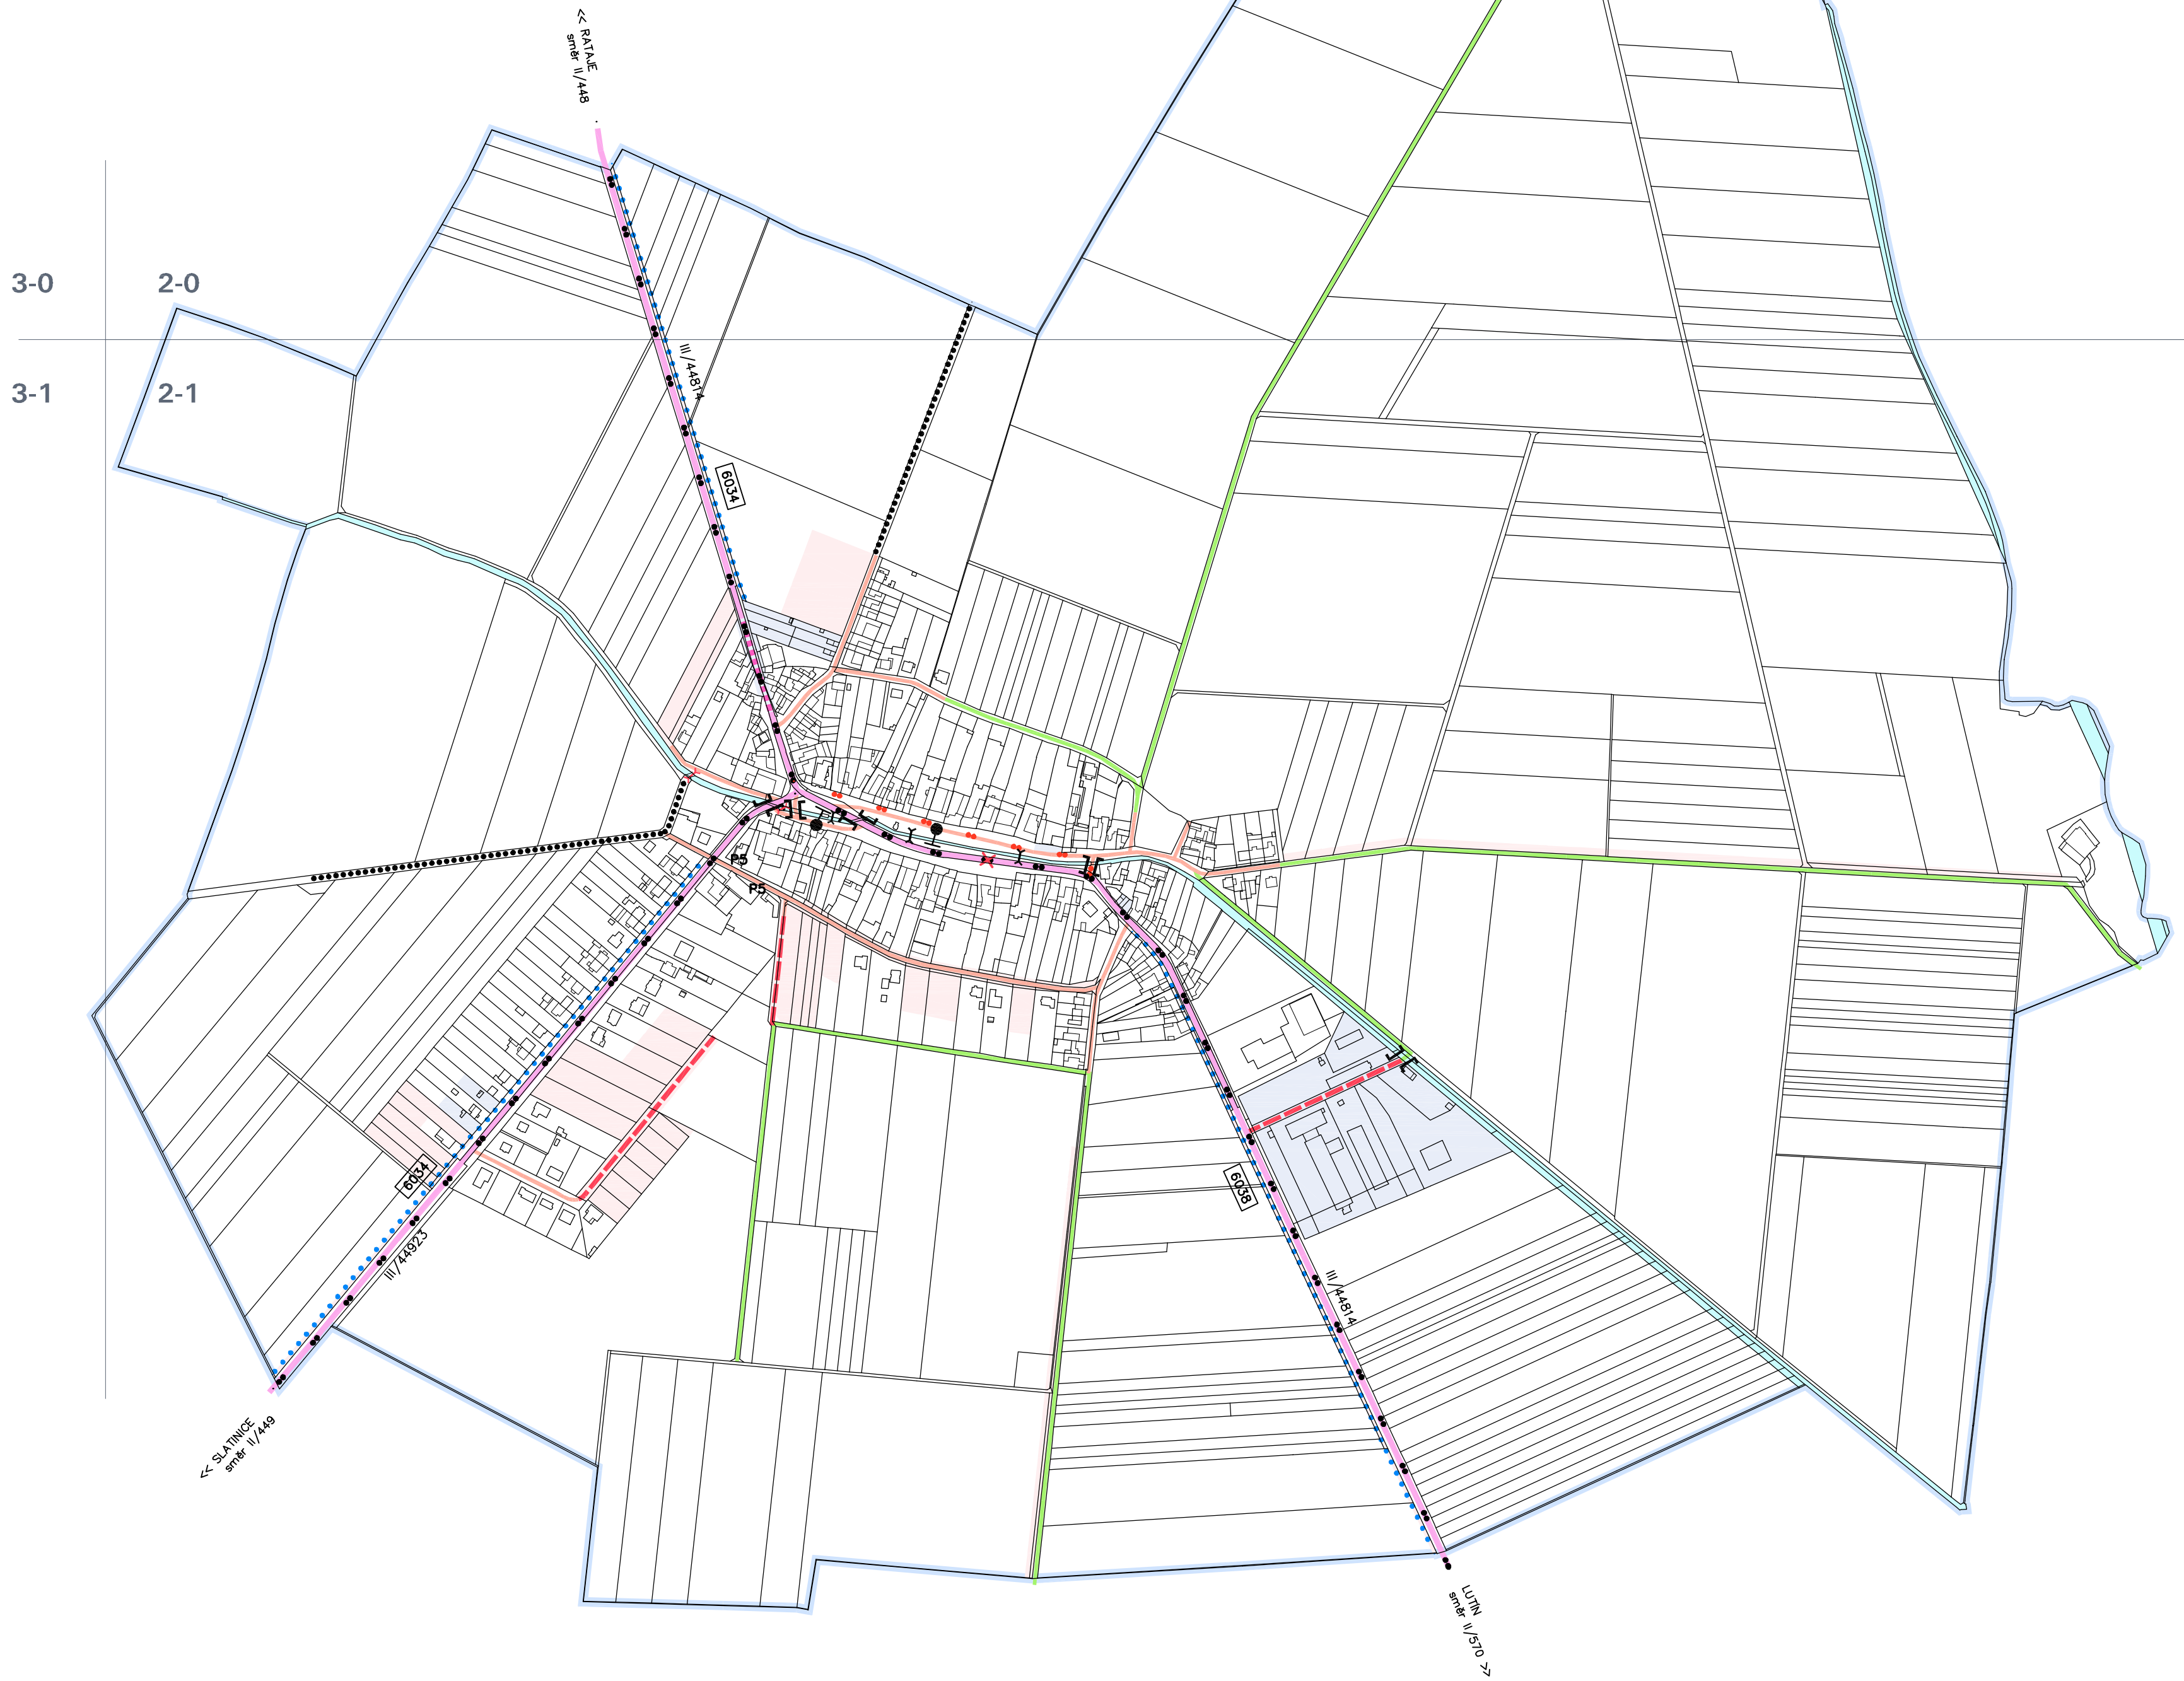 << RATAJE
směr II/448
3-0
2-0
3-1
2-1
III/44814
6034
P5
P5
6034
III/44923
6038
III/44814
<< SLATINICE
směr II/449
LUTÍN
směr II/570 >>